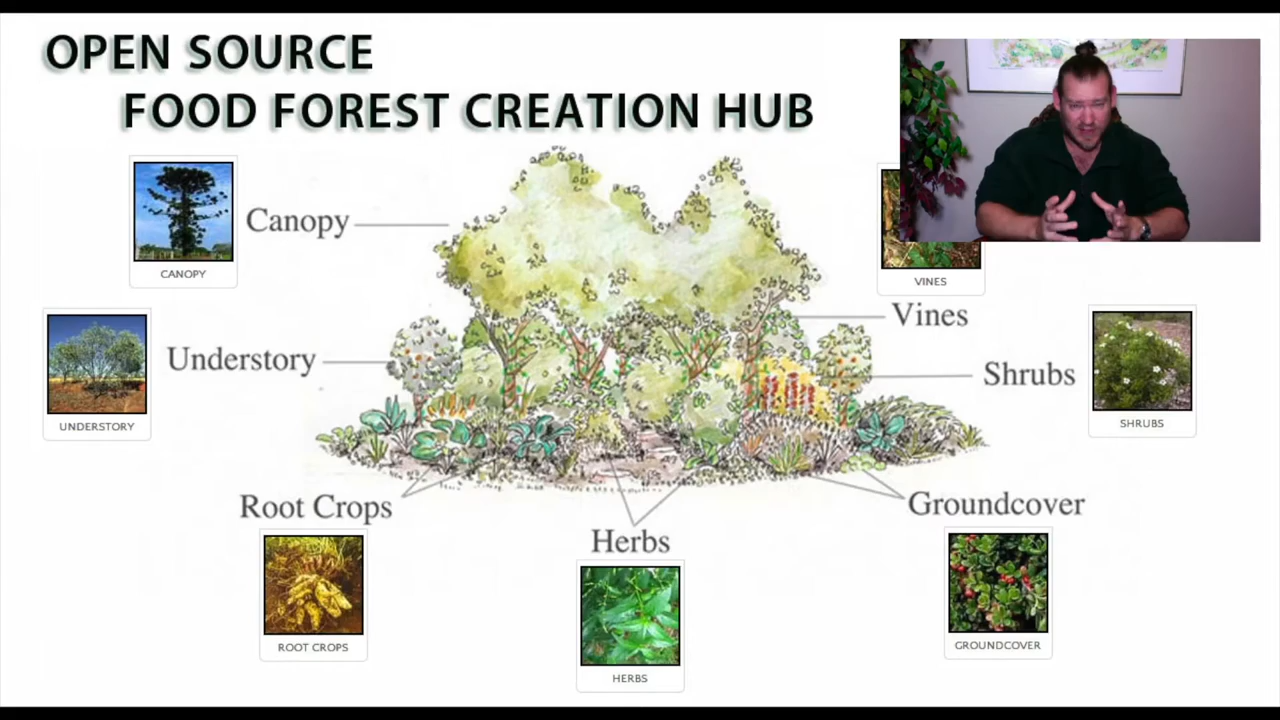 OPEN SOURCE
FOOD FOREST CREATION HUB
Canopy
CANOPY
VINES
Vines
Understory
UNDERSTORY
Shrubs
SHRUBS
Root Crops
ROOT CROPS
Herbs
HERBS
Groundcover
GROUNDCOVER